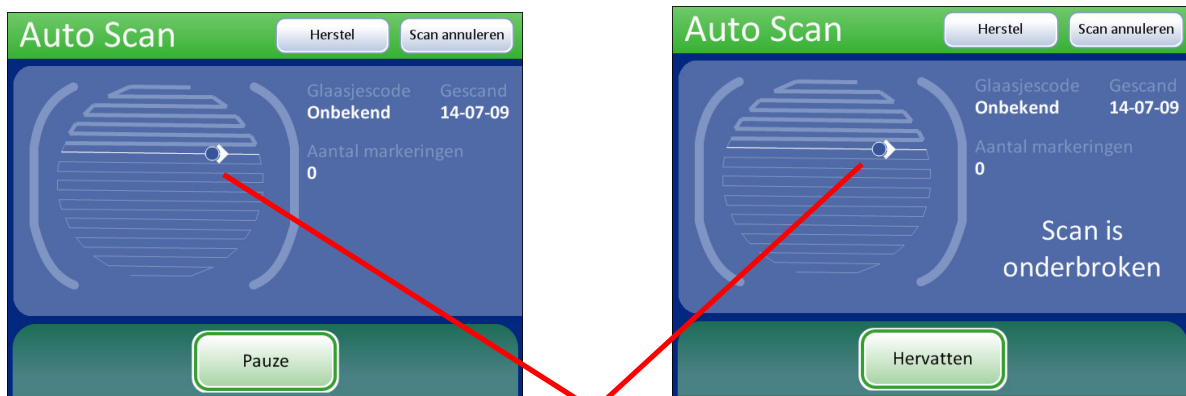 Auto Scan
Herstel
Scan annuleren
Glaasjescode Gescand
Onbekend 14-07-09
Aantal markeringen
0
Pauze
Auto Scan
Herstel
Scan annuleren
Glaasjescode Gescand
Onbekend 14-07-09
Aantal markeringen
0
Scan is
onderbroken
Hervatten